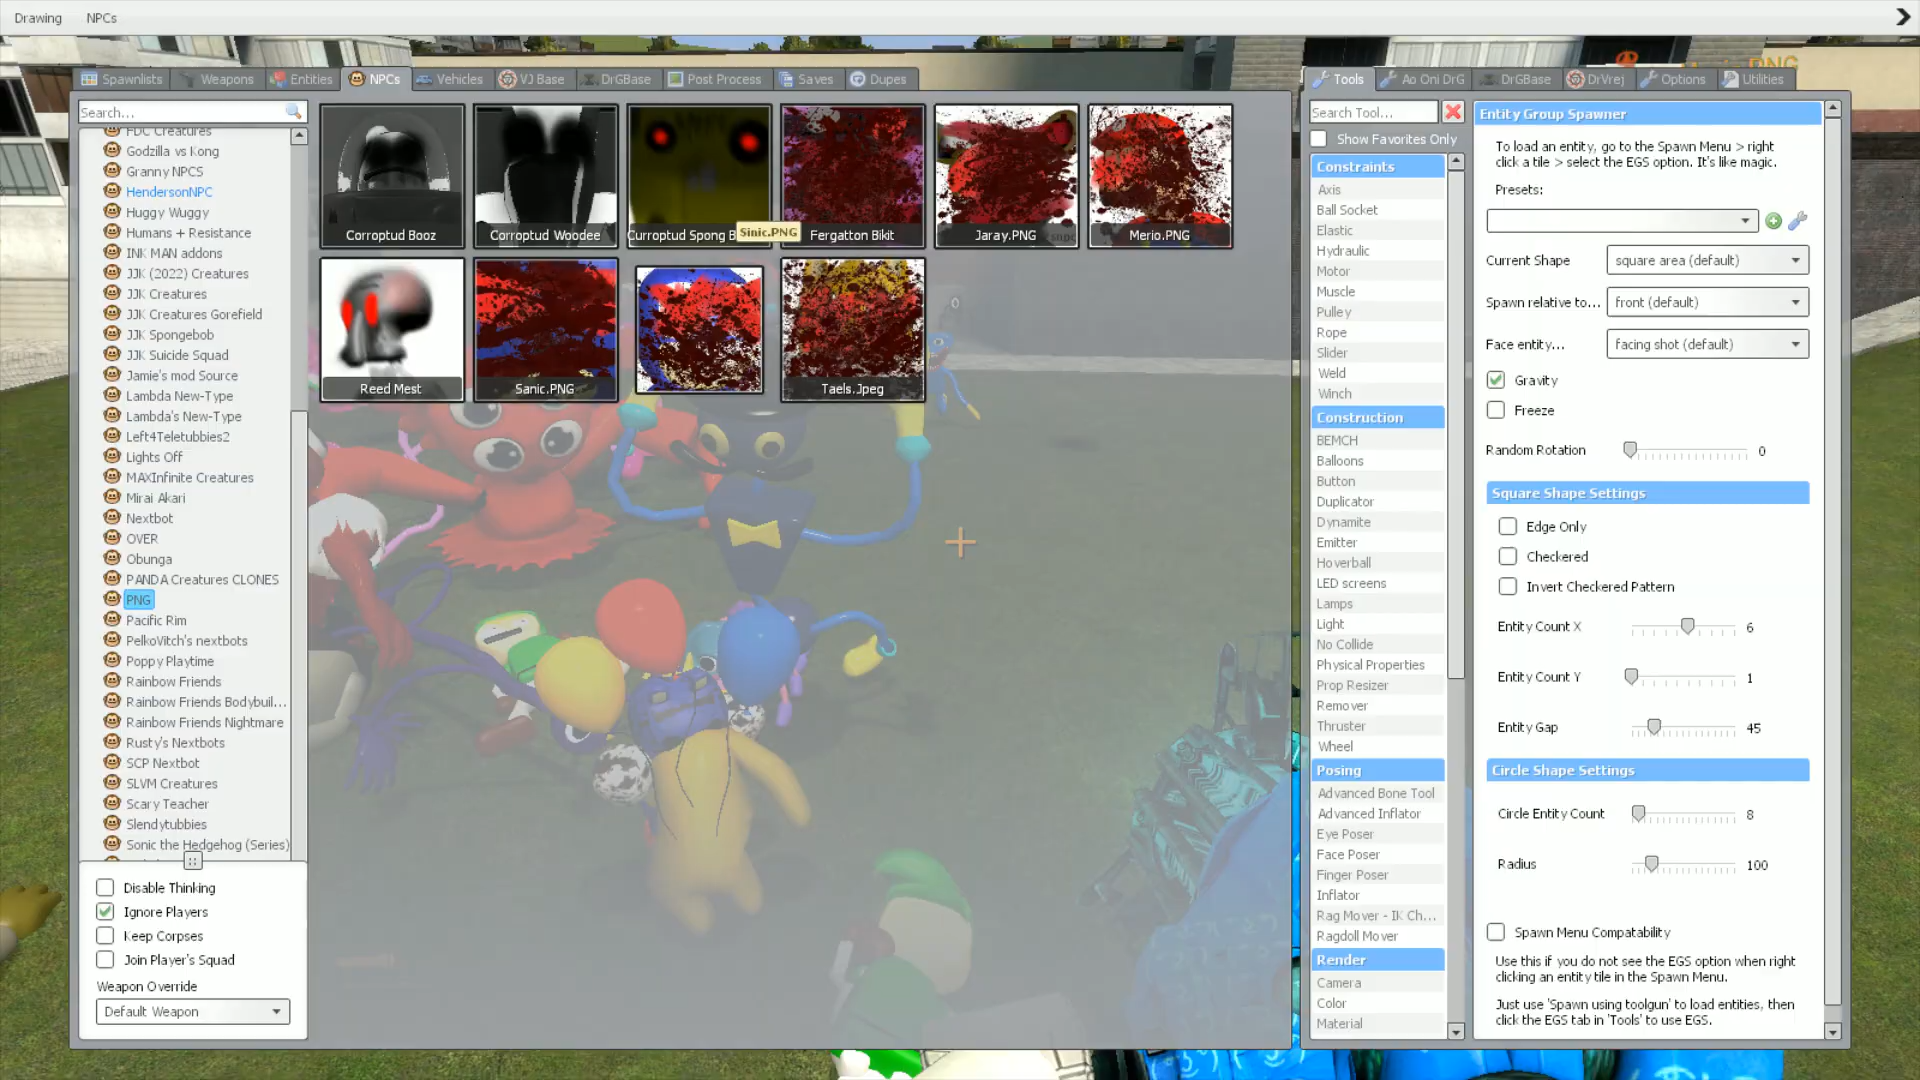 Drawing
NPCs
Spawnlists
Weapons
Entities
NPCs
Vehicles
VJ Base
DrGBase
Post Process
Saves
Dupes
Search...
FDC Creatures
Godzilla vs Kong
Granny NPCS
HendersonNPC
Huggy Wuggy
Humans + Resistance
INK MAN addons
JJK (2022) Creatures
JJK Creatures
JJK Creatures Gorefield
JJK Spongebob
JJK Suicide Squad
Jamie's mod Source
Lambda New-Type
Lambda's New-Type
Left4Teletubbies2
Lights Off
MAXInfinite Creatures
Mirai Akari
Nextbot
OVER
Obunga
PANDA Creatures CLONES
PNG
Pacific Rim
PelkoVitch's nextbots
Poppy Playtime
Rainbow Friends
Rainbow Friends Bodybuil...
Rainbow Friends Nightmare
Rusty's Nextbots
SCP Nextbot
SLVM Creatures
Scary Teacher
Slendytubbies
Sonic the Hedgehog (Series)
Disable Thinking
Ignore Players
Keep Corpses
Join Player's Squad
Weapon Override
Default Weapon
Corroptud Booz
Corroptud Woodee
Curroptud Spong B
Sinic.PNG
Fergatton Bikit
Jaray.PNG
Merio.PNG
Reed Mest
Sanic.PNG
Taels.Jpeg
Tools
Ao Oni DrG
DrGBase
DrVrej
Options
Utilities
Search Tool...
Show Favorites Only
Constraints
Axis
Ball Socket
Elastic
Hydraulic
Motor
Muscle
Pulley
Rope
Slider
Weld
Winch
Construction
BEMCH
Balloons
Button
Duplicator
Dynamite
Emitter
Hoverball
LED screens
Lamps
Light
No Collide
Physical Properties
Prop Resizer
Remover
Thruster
Wheel
Posing
Advanced Bone Tool
Advanced Inflator
Eye Poser
Face Poser
Finger Poser
Inflator
Rag Mover - IK Ch...
Ragdoll Mover
Render
Camera
Color
Material
Entity Group Spawner
To load an entity, go to the Spawn Menu > right
click a tile > select the EGS option. It's like magic.
Presets:
Current Shape
square area (default)
Spawn relative to...
front (default)
Face entity...
facing shot (default)
Gravity
Freeze
Random Rotation
0
Square Shape Settings
Edge Only
Checkered
Invert Checkered Pattern
Entity Count X
6
Entity Count Y
1
Entity Gap
45
Circle Shape Settings
Circle Entity Count
8
Radius
100
Spawn Menu Compatability
Use this if you do not see the EGS option when right
clicking an entity tile in the Spawn Menu.
Just use 'Spawn using toolgun' to load entities, then
click the EGS tab in 'Tools' to use EGS.